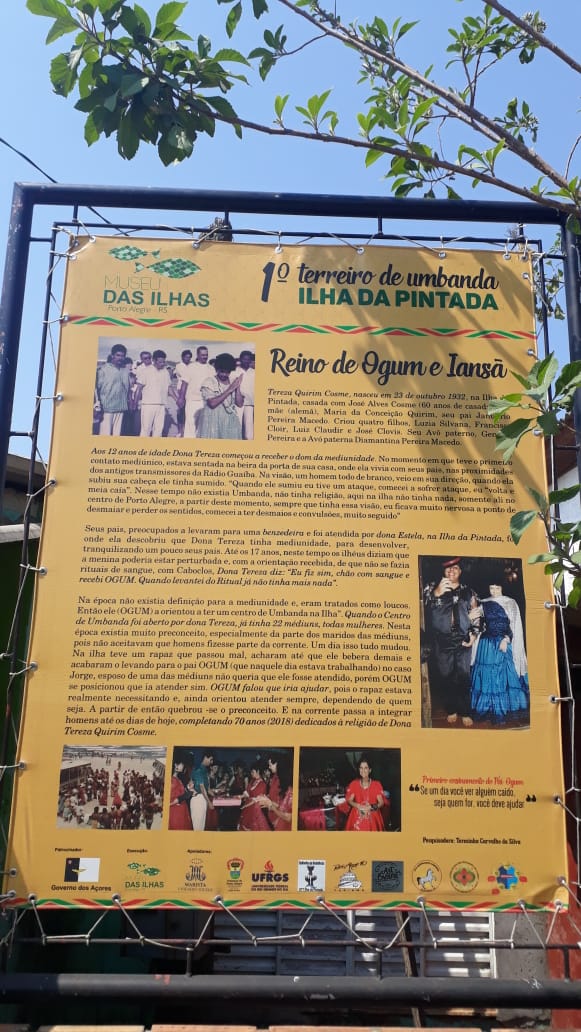 MUSEU
DAS ILHAS
Porto Alegre - RS
1º terreiro de umbanda
ILHA DA PINTADA
Reino de Ogum e Iansã
Tereza Quirim Cosme, nasceu em 23 de outubro 1932, na Ilha
Pintada, casada com José Alves Cosme (60 anos de
mãe (alemã), Maria da Conceição Quirim, seu pai
Pereira Macedo. Criou quatro filhos, Luzia Silvana,
Cloir, Luiz Claudir e José Clovis. Seu Avô paterno,
Pereira e a Avó paterna Diamantina Pereira Macedo.
Aos 12 anos de idade Dona Tereza começou a receber o dom da mediunidade. No momento em que teve o primeiro
contato mediúnico, estava sentada na beira da porta de sua casa, onde ela vivia com seus pais, nas proximidades
dos antigos transmissores da Rádio Guaíba. Na visão, um homem todo de branco, veio em sua direção, quando ela
subiu sua cabeça ele tinha sumido. "Quando ele sumiu eu tive um ataque, comecei a sofrer ataque, eu "volta e
meia caía". Nesse tempo não existia Umbanda, não tinha religião, aqui na ilha não tinha nada, somente ali no
centro de Porto Alegre, a partir deste momento, sempre que tinha essa visão, eu ficava muito nervosa a ponto de
desmaiar e perder os sentidos, comecei a ter desmaios e convulsões, muito seguido"
Seus pais, preocupados a levaram para uma benzedeira e foi atendida por dona Estela, na Ilha da Pintada,
onde ela descobriu que Dona Tereza tinha mediunidade, para desenvolver,
tranquilizando um pouco seus pais. Até os 17 anos, neste tempo os ilhéus diziam que
a menina poderia estar perturbada e, com a orientação recebida, de que não se fazia
rituais de sangue, com Caboclos, Dona Tereza diz: "Eu fiz sim, chão com sangue e
recebi OGUM. Quando levantei do Ritual já não tinha mais nada".
Na época não existia definição para a mediunidade e, eram tratados como loucos.
Então ele (OGUM) a orientou a ter um centro de Umbanda na Ilha". Quando o Centro
de Umbanda foi aberto por dona Tereza, já tinha 22 médiuns, todas mulheres. Nesta
época existia muito preconceito, especialmente da parte dos maridos das médiuns,
pois não aceitavam que homens fizesse parte da corrente. Um dia isso tudo mudou.
Na ilha teve um rapaz que passou mal, acharam até que ele bebera demais e
acabaram o levando para o pai OGUM (que naquele dia estava trabalhando) no caso
Jorge, esposo de uma das médiuns não queria que ele fosse atendido, porém OGUM
se posicionou que ia atender sim. OGUM falou que iria ajudar, pois o rapaz estava
realmente necessitando e, ainda orientou atender sempre, dependendo de quem
seja. A partir de então quebrou -se o preconceito. E na corrente passa a integrar
homens até os dias de hoje, completando 70 anos (2018) dedicados à religião de Dona
Tereza Quirim Cosme.
Primeiro ensinamento do Pai Ogum
"Se um dia você ver alguém caído,
seja quem for, você deve ajudar"
Pesquisadora: Teresinha Carvalho da Silva
Patrocinador:
Execução:
Apoiadores:
Governo dos Açores
MUSEU
DAS ILHAS
MARISTA
UFRGS